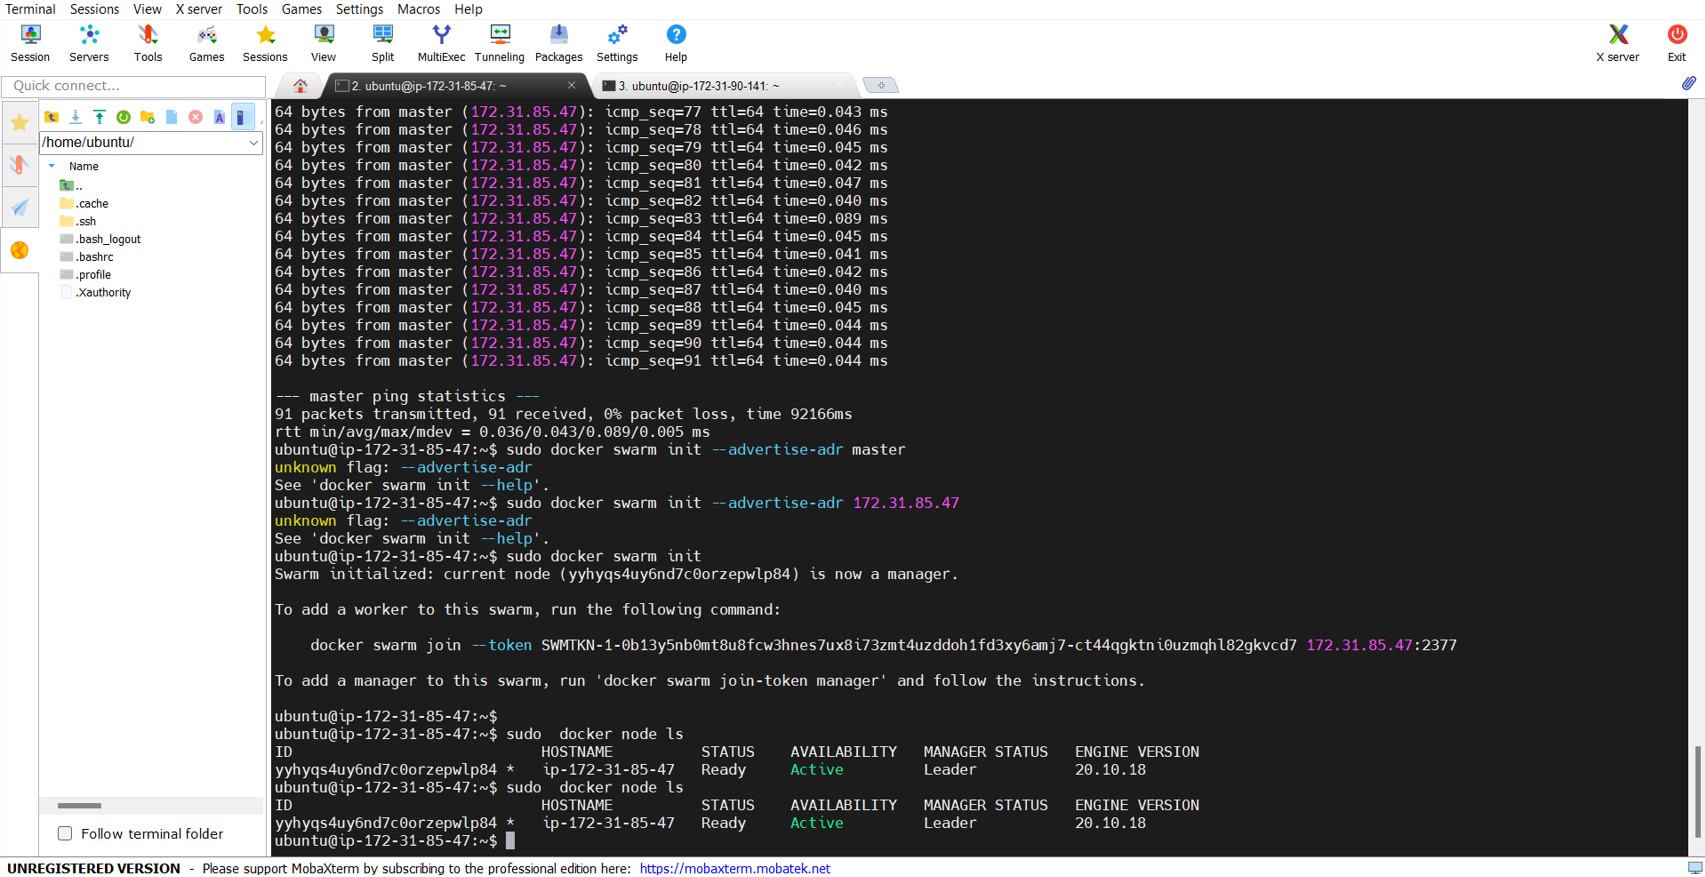 Terminal Sessions View X server Tools Games Settings Macros Help
Session Servers Tools Games Sessions View Split MultiExec Tunneling Packages Settings Help X server Exit
Quick connect...
2. ubuntu@ip-172-31-85-47: ~
3. ubuntu@ip-172-31-90-141: ~
/home/ubuntu/
Name
..
.cache
.ssh
.bash_logout
.bashrc
.profile
.Xauthority
Follow terminal folder
64 bytes from master (172.31.85.47): icmp_seq=77 ttl=64 time=0.043 ms
64 bytes from master (172.31.85.47): icmp_seq=78 ttl=64 time=0.046 ms
64 bytes from master (172.31.85.47): icmp_seq=79 ttl=64 time=0.045 ms
64 bytes from master (172.31.85.47): icmp_seq=80 ttl=64 time=0.042 ms
64 bytes from master (172.31.85.47): icmp_seq=81 ttl=64 time=0.047 ms
64 bytes from master (172.31.85.47): icmp_seq=82 ttl=64 time=0.040 ms
64 bytes from master (172.31.85.47): icmp_seq=83 ttl=64 time=0.089 ms
64 bytes from master (172.31.85.47): icmp_seq=84 ttl=64 time=0.045 ms
64 bytes from master (172.31.85.47): icmp_seq=85 ttl=64 time=0.041 ms
64 bytes from master (172.31.85.47): icmp_seq=86 ttl=64 time=0.042 ms
64 bytes from master (172.31.85.47): icmp_seq=87 ttl=64 time=0.040 ms
64 bytes from master (172.31.85.47): icmp_seq=88 ttl=64 time=0.045 ms
64 bytes from master (172.31.85.47): icmp_seq=89 ttl=64 time=0.044 ms
64 bytes from master (172.31.85.47): icmp_seq=90 ttl=64 time=0.044 ms
64 bytes from master (172.31.85.47): icmp_seq=91 ttl=64 time=0.044 ms
--- master ping statistics ---
91 packets transmitted, 91 received, 0% packet loss, time 92166ms
rtt min/avg/max/mdev = 0.036/0.043/0.089/0.005 ms
ubuntu@ip-172-31-85-47:~$ sudo docker swarm init --advertise-adr master
unknown flag: --advertise-adr
See 'docker swarm init --help'.
ubuntu@ip-172-31-85-47:~$ sudo docker swarm init --advertise-adr 172.31.85.47
unknown flag: --advertise-adr
See 'docker swarm init --help'.
ubuntu@ip-172-31-85-47:~$ sudo docker swarm init
Swarm initialized: current node (yyhyqs4uy6nd7c0orzepwlp84) is now a manager.
To add a worker to this swarm, run the following command:
docker swarm join --token SWMTKN-1-0b13y5nb0mt8u8fcw3hnes7ux8i73zmt4uzddoh1fd3xy6amj7-ct44qgktni0uzmqhl82gkvcd7 172.31.85.47:2377
To add a manager to this swarm, run 'docker swarm join-token manager' and follow the instructions.
ubuntu@ip-172-31-85-47:~$
ubuntu@ip-172-31-85-47:~$ sudo  docker node ls
ID HOSTNAME STATUS AVAILABILITY MANAGER STATUS ENGINE VERSION
yyhyqs4uy6nd7c0orzepwlp84 * ip-172-31-85-47 Ready Active Leader 20.10.18
ubuntu@ip-172-31-85-47:~$ sudo  docker node ls
ID HOSTNAME STATUS AVAILABILITY MANAGER STATUS ENGINE VERSION
yyhyqs4uy6nd7c0orzepwlp84 * ip-172-31-85-47 Ready Active Leader 20.10.18
ubuntu@ip-172-31-85-47:~$
UNREGISTERED VERSION - Please support MobaXterm by subscribing to the professional edition here: https://mobaxterm.mobatek.net